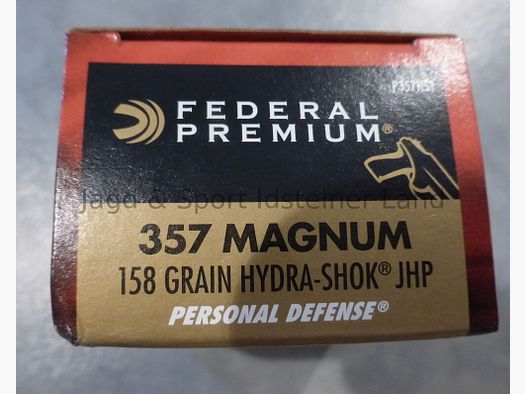 P357HS1
FEDERAL
PREMIUM®
Jagd & Sport Idsteiner Land
357 MAGNUM
158 GRAIN HYDRA-SHOK® JHP
PERSONAL DEFENSE®